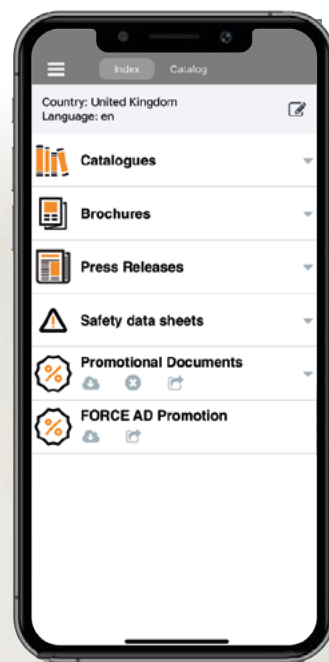 Index Catalog
Country: United Kingdom
Language: en
Catalogues
Brochures
Press Releases
Safety data sheets
Promotional Documents
FORCE AD Promotion